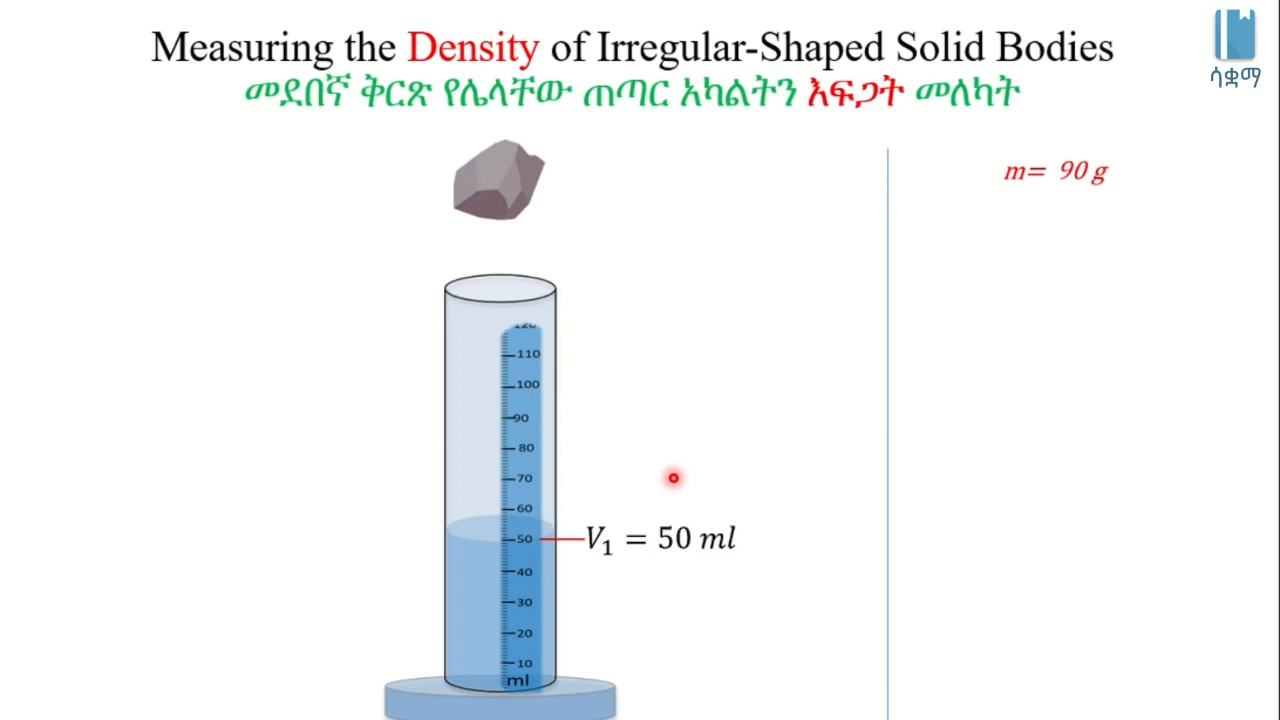 Measuring the Density of Irregular-Shaped Solid Bodies
መደበኛ ቅርጽ የሌላቸው ጠጣር አካልትን እፍጋት መለካት
ሳቋማ
m= 90 g
120
110
100
90
80
70
60
50
V₁ = 50 ml
40
30
20
10
ml